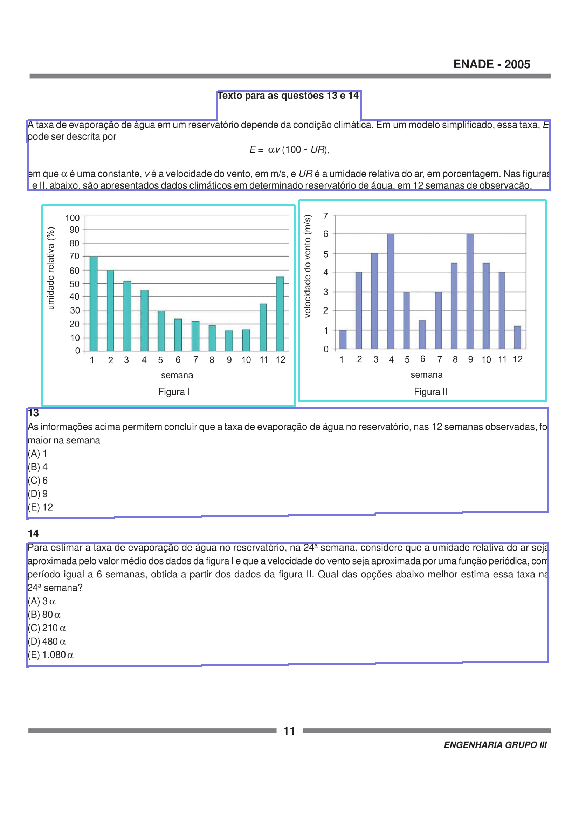 ENADE - 2005
Texto para as questões 13 e 14
A taxa de evaporação de água em um reservatório depende da condição climática. Em um modelo simplificado, essa taxa, E
pode ser descrita por
E = αv (100 - UR),
em que α é uma constante, v é a velocidade do vento, em m/s, e UR é a umidade relativa do ar, em porcentagem. Nas figuras
e II, abaixo, são apresentados dados climáticos em determinado reservatório de água, em 12 semanas de observação.
umidade relativa (%)
100
90
80
70
60
50
40
30
20
10
0
1 2 3 4 5 6 7 8 9 10 11 12
semana
Figura I
velocidade do vento (m/s)
7
6
5
4
3
2
1
0
1 2 3 4 5 6 7 8 9 10 11 12
semana
Figura II
13
As informações acima permitem concluir que a taxa de evaporação de água no reservatório, nas 12 semanas observadas, fo
maior na semana
(A) 1
(B) 4
(C) 6
(D) 9
(E) 12
14
Para estimar a taxa de evaporação de água no reservatório, na 24ª semana, considere que a umidade relativa do ar seja
aproximada pelo valor médio dos dados da figura I e que a velocidade do vento seja aproximada por uma função periódica, com
período igual a 6 semanas, obtida a partir dos dados da figura II. Qual das opções abaixo melhor estima essa taxa na
24ª semana?
(A) 3 α
(B) 80 α
(C) 210 α
(D) 480 α
(E) 1.080 α
11
ENGENHARIA GRUPO III